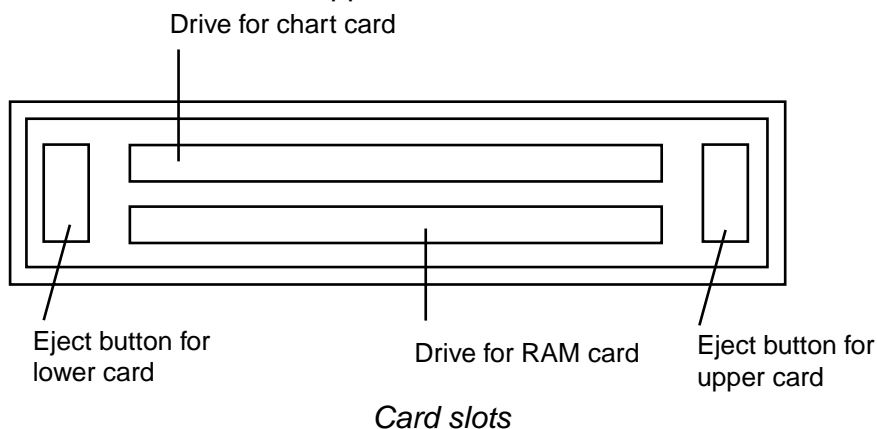 Drive for chart card
Eject button for
lower card
Drive for RAM card
Eject button for
upper card
Card slots